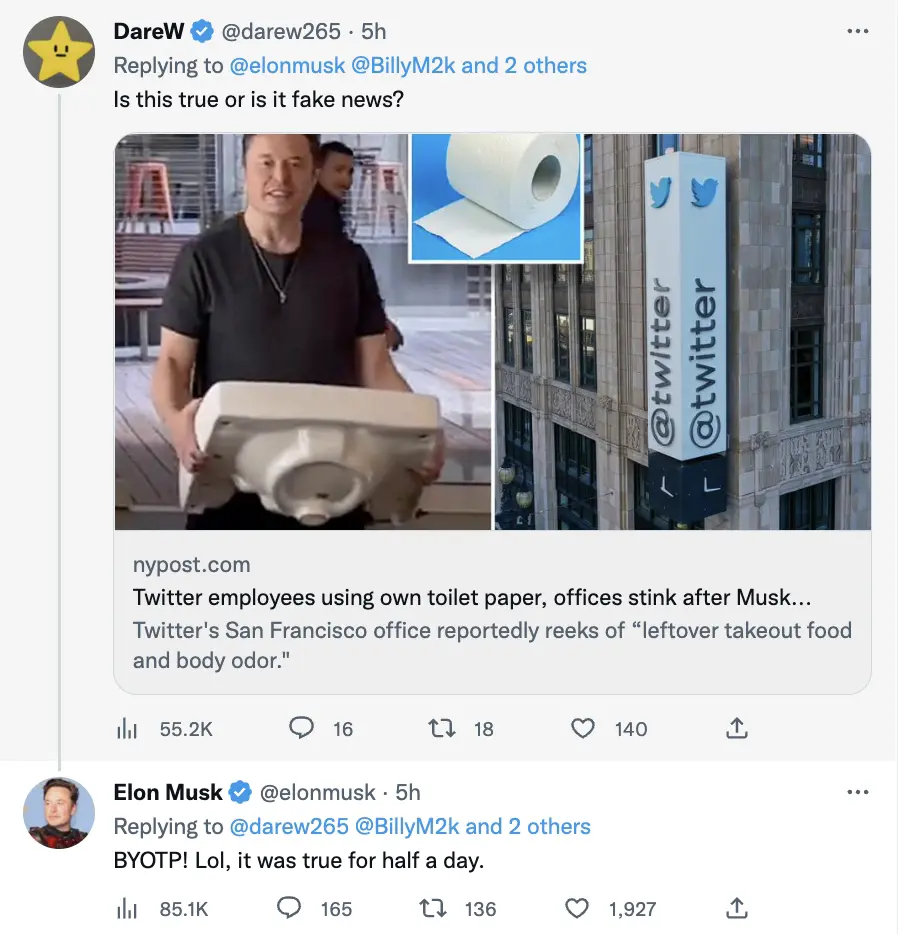 DareW @darew265 · 5h
Replying to @elonmusk @BillyM2k and 2 others
Is this true or is it fake news?
@twitter
@twitter
nypost.com
Twitter employees using own toilet paper, offices stink after Musk...
Twitter's San Francisco office reportedly reeks of “leftover takeout food
and body odor."
55.2K 16 18 140
Elon Musk @elonmusk · 5h
Replying to @darew265 @BillyM2k and 2 others
BYOTP! Lol, it was true for half a day.
85.1K 165 136 1,927